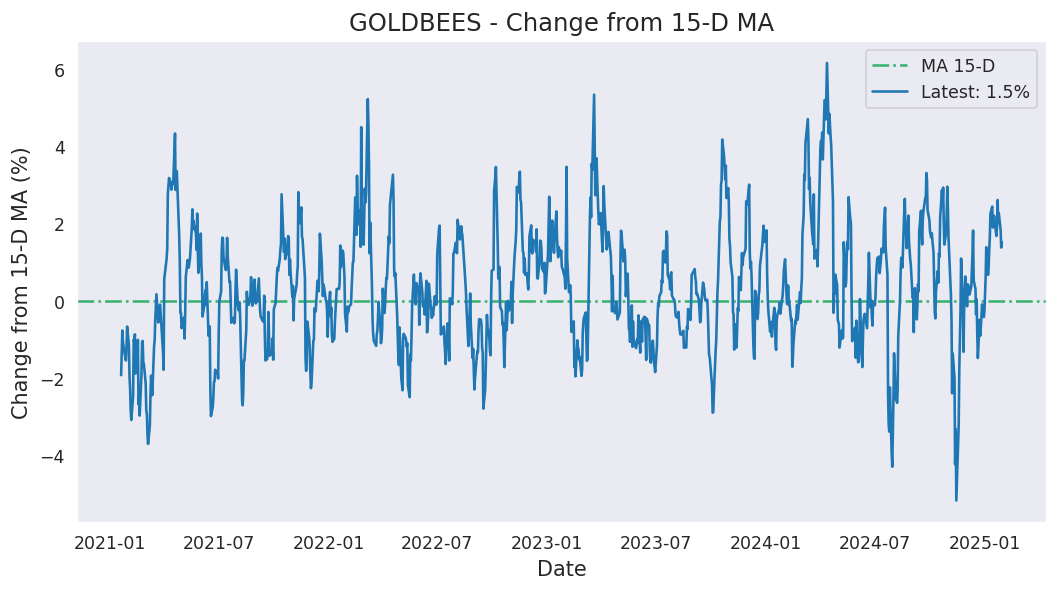 GOLDBEES - Change from 15-D MA
MA 15-D
Latest: 1.5%
Change from 15-D MA (%)
6
4
2
0
−2
−4
2021-01 2021-07 2022-01 2022-07 2023-01 2023-07 2024-01 2024-07 2025-01
Date